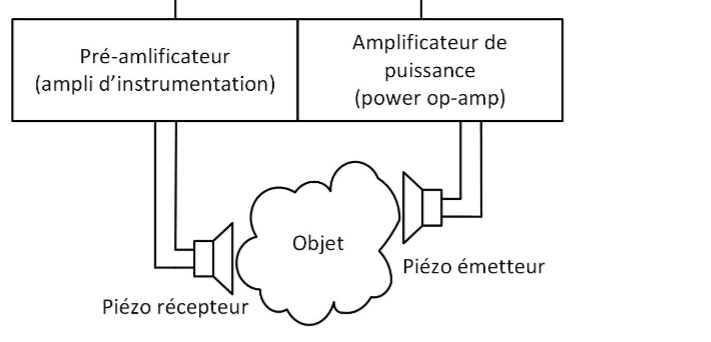 Pré-amlificateur
(ampli d'instrumentation)
Amplificateur de
puissance
(power op-amp)
Objet
Piézo émetteur
Piézo récepteur